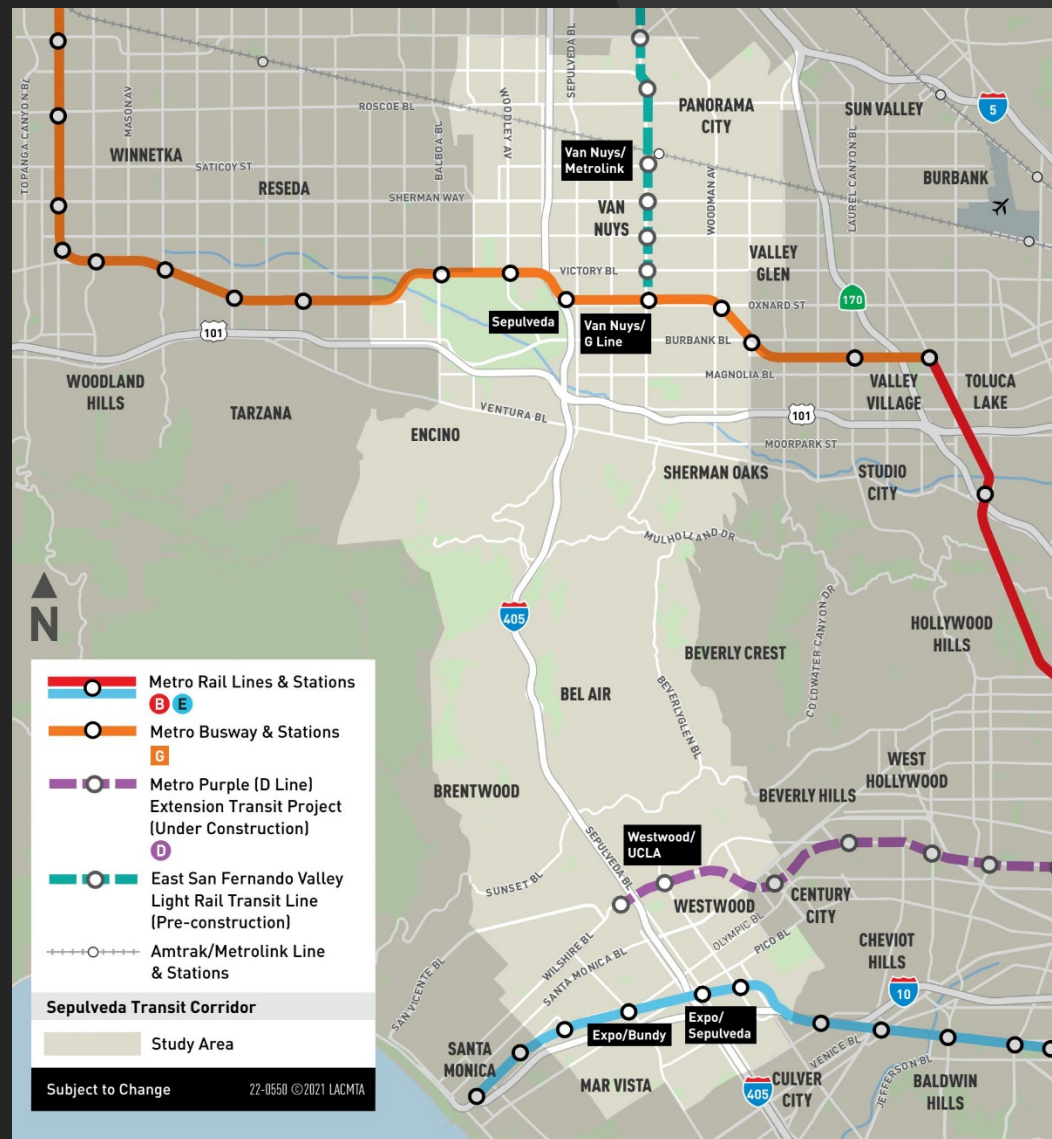 TOPANGA CANYON BL
MASON AV
WINNETKA
ROSCOE BL
SATICOY ST
RESEDA
BALBOA BL
SHERMAN WAY
WOODLEY AV
SEPULVEDA BL
PANORAMA
CITY
Van Nuys/
Metrolink
VAN
NUYS
WOODMAN AV
SUN VALLEY
5
LAUREL CANYON BL
BURBANK
VALLEY
GLEN
VICTORY BL
OXNARD ST
170
Sepulveda
Van Nuys/
G Line
BURBANK BL
MAGNOLIA BL
101
WOODLAND
HILLS
TARZANA
ENCINO
VENTURA BL
VALLEY
VILLAGE
TOLUCA
LAKE
101
MOORPARK ST
SHERMAN OAKS
STUDIO
CITY
MULHOLLAND DR
N
405
BEVERLY CREST
COLDWATER CANYON DR
HOLLYWOOD
HILLS
BEL AIR
BEVERLYGLEN BL
BRENTWOOD
BEVERLY HILLS
WEST
HOLLYWOOD
SEPULVEDA BL
Westwood/
UCLA
SUNSET BL
WESTWOOD
CENTURY
CITY
WILSHIRE BL
SANTA MONICA BL
OLYMPIC BL
PICO BL
CHEVIOT
HILLS
10
SAN VICENTE BL
Expo/Bundy
Expo/
Sepulveda
SANTA
MONICA
MAR VISTA
405
VENICE BL
CULVER
CITY
JEFFERSON BL
BALDWIN
HILLS
Metro Rail Lines & Stations
B E
Metro Busway & Stations
G
Metro Purple (D Line)
Extension Transit Project
(Under Construction)
D
East San Fernando Valley
Light Rail Transit Line
(Pre-construction)
Amtrak/Metrolink Line
& Stations
Sepulveda Transit Corridor
Study Area
Subject to Change
22-0550 ©2021 LACMTA